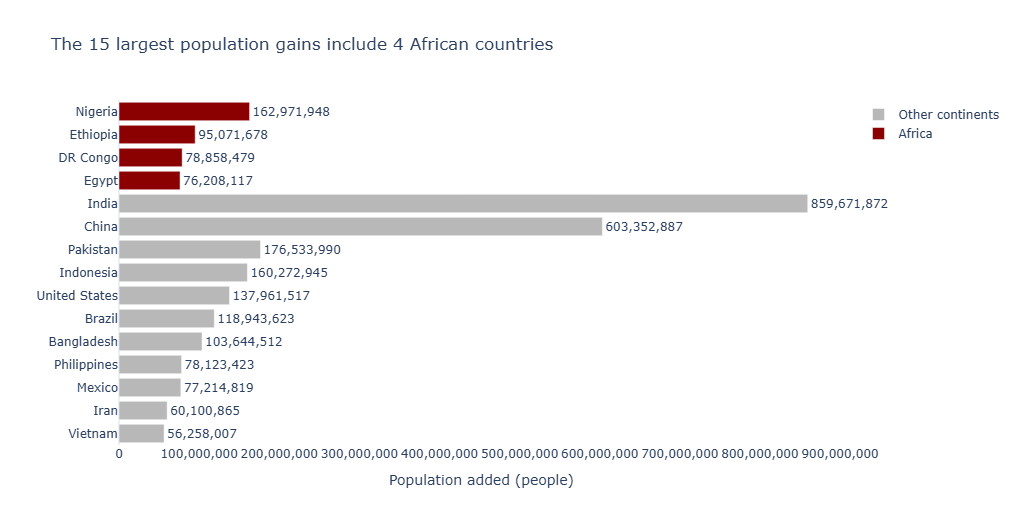 The 15 largest population gains include 4 African countries
Other continents
Africa
Nigeria 162,971,948
Ethiopia 95,071,678
DR Congo 78,858,479
Egypt 76,208,117
India 859,671,872
China 603,352,887
Pakistan 176,533,990
Indonesia 160,272,945
United States 137,961,517
Brazil 118,943,623
Bangladesh 103,644,512
Philippines 78,123,423
Mexico 77,214,819
Iran 60,100,865
Vietnam 56,258,007
0 100,000,000 200,000,000 300,000,000 400,000,000 500,000,000 600,000,000 700,000,000 800,000,000 900,000,000
Population added (people)